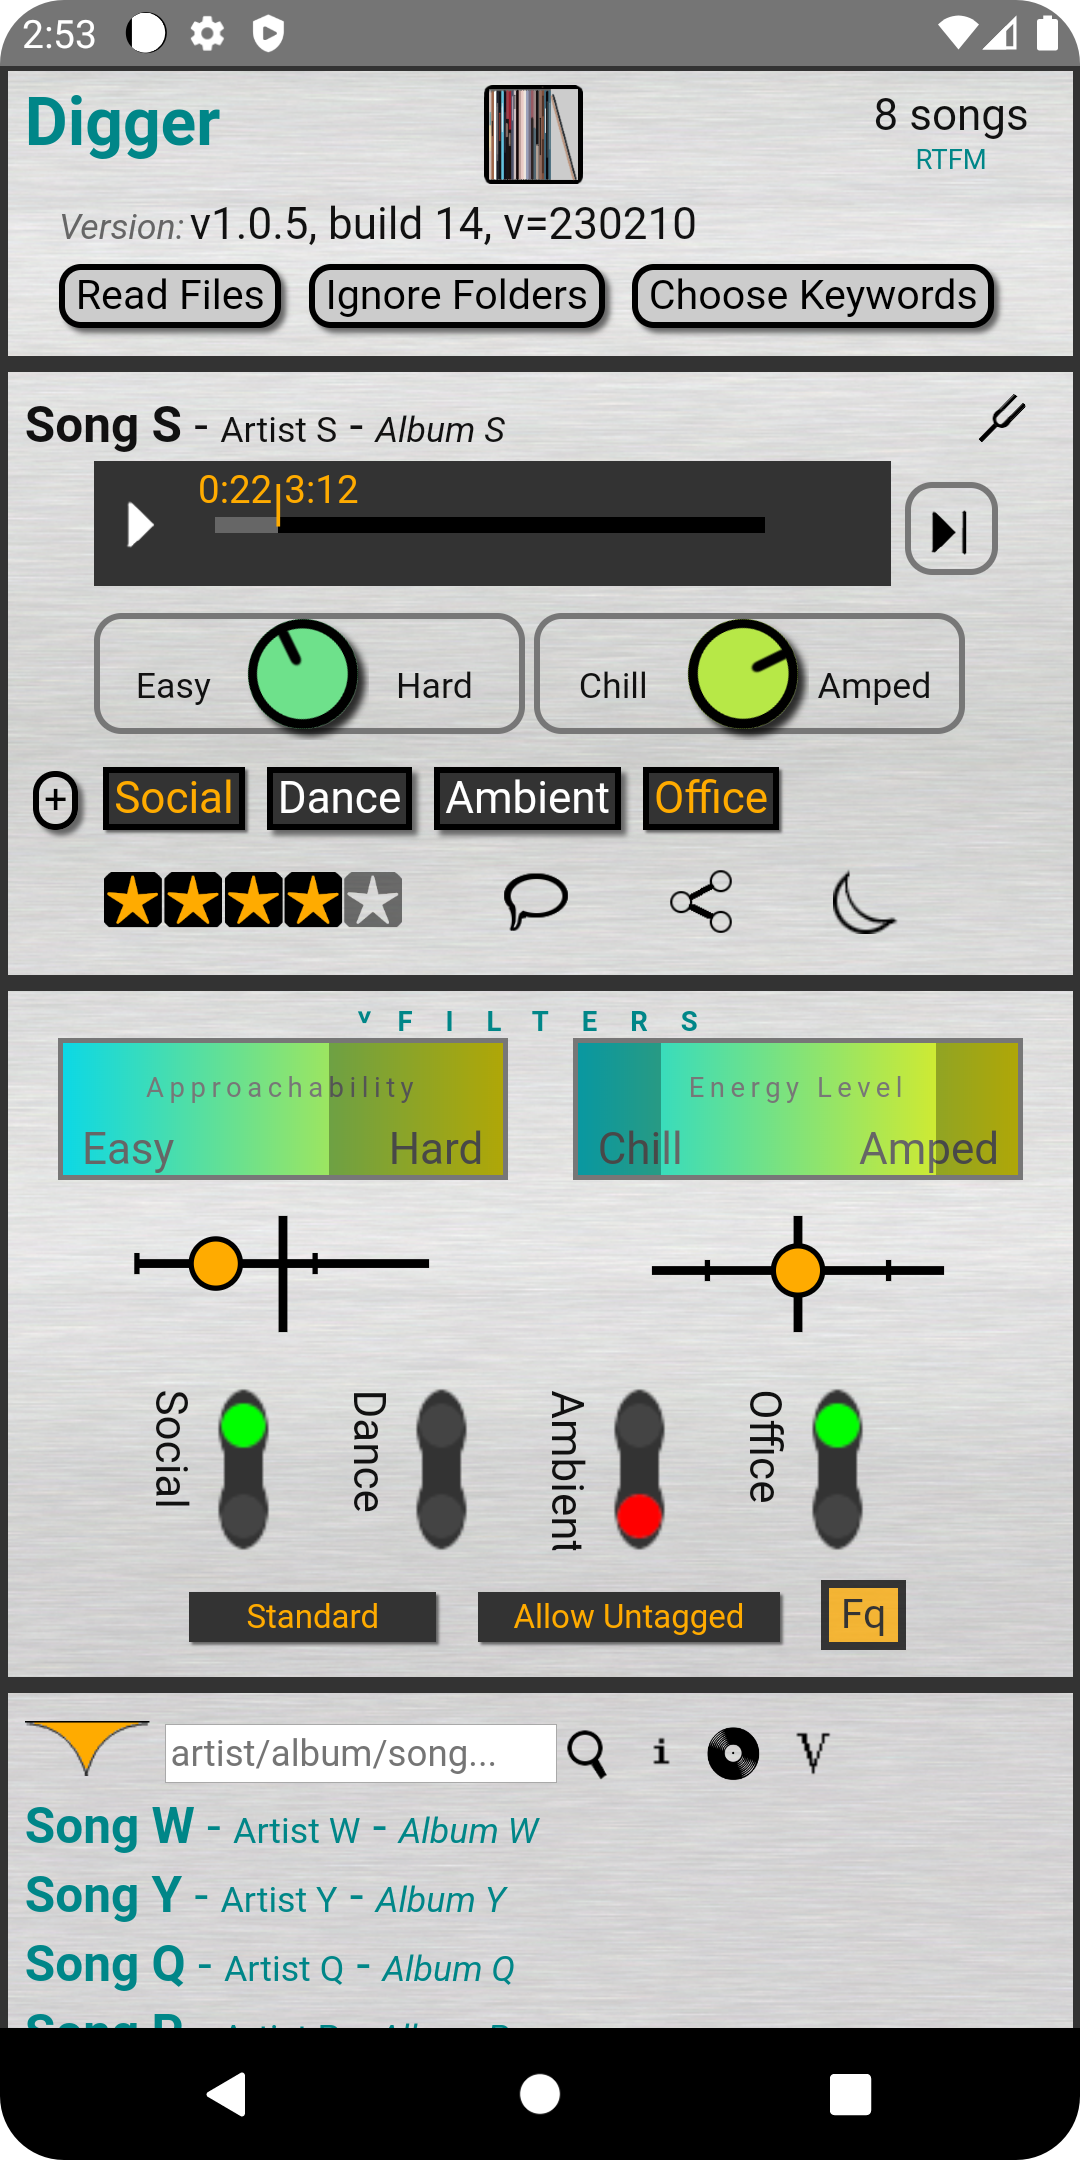 2:53
Digger
8 songs
RTFM
Version: v1.0.5, build 14, v=230210
Read Files Ignore Folders Choose Keywords
Song S - Artist S - Album S
0:22 3:12
Easy Hard Chill Amped
+ Social Dance Ambient Office
v FILTERS
Approachability Energy Level
Easy Hard Chill Amped
Social Dance Ambient Office
Standard Allow Untagged Fq
artist/album/song... i V
Song W - Artist W - Album W
Song Y - Artist Y - Album Y
Song Q - Artist Q - Album Q